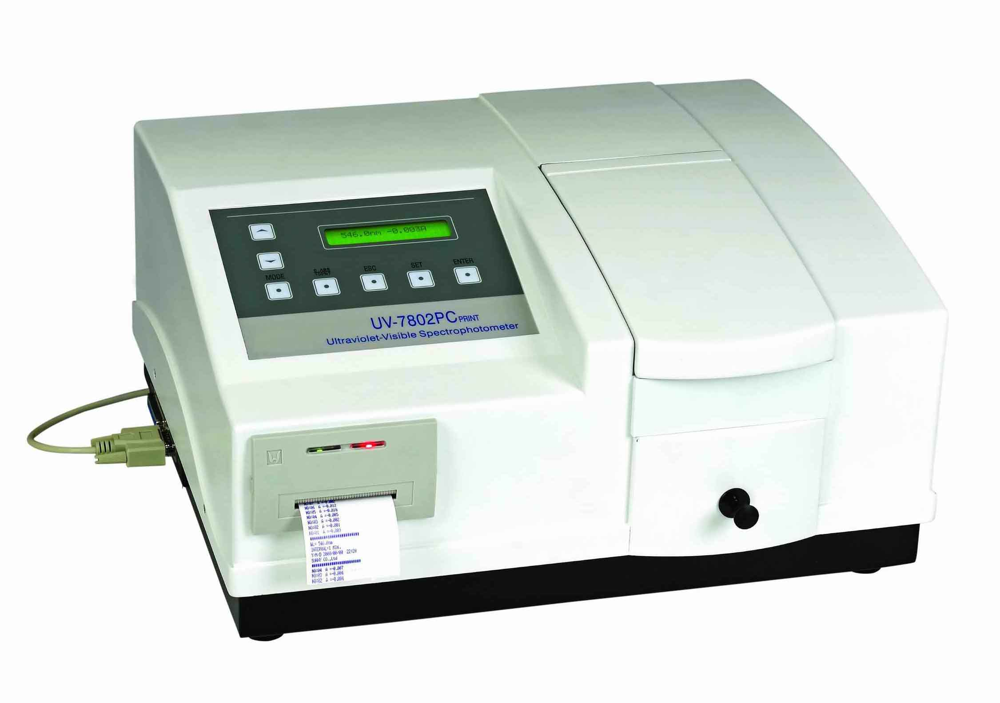 546.0nm -0.003A
MODE
0 ABS
100%T
ESC
SET
ENTER
UV-7802PC PRINT
Ultraviolet-Visible Spectrophotometer
NO:06 A =-0.012
NO:05 A =-0.010
NO:04 A =-0.005
NO:03 A =-0.002
NO:02 A =-0.001
NO:01 A =-0.009
WL= 546.0nm
INTERVAL=1 MIN.
Y/M/D 2000/00/00 22:20
SUNNY CO.,Ltd
NO:04 A =-0.007
NO:03 A =-0.004
NO:02 A =-0.004